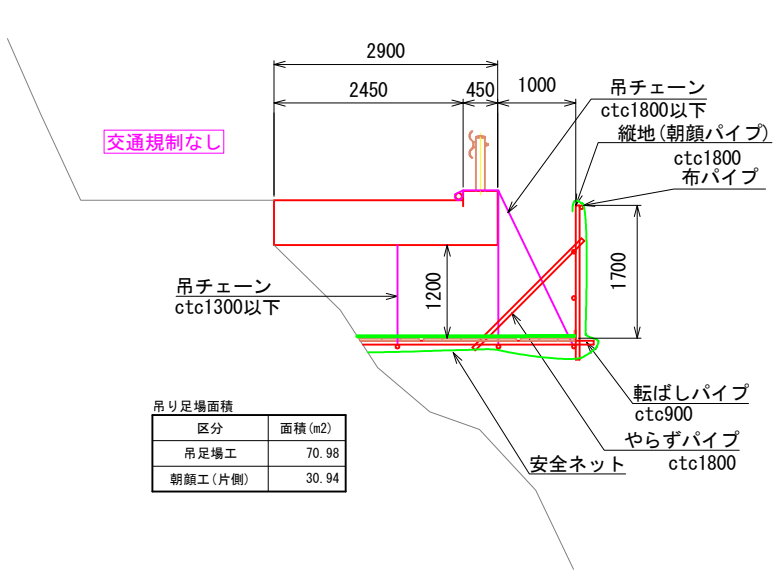 2900
2450
450
1000
吊チェーン
ctc1800以下
縦地(朝顔パイプ)
ctc1800
布パイプ
交通規制なし
吊チェーン
ctc1300以下
1200
1700
転ばしパイプ
ctc900
やらずパイプ
ctc1800
安全ネット
吊り足場面積
区分 面積(m2)
吊足場工 70.98
朝顔工(片側) 30.94